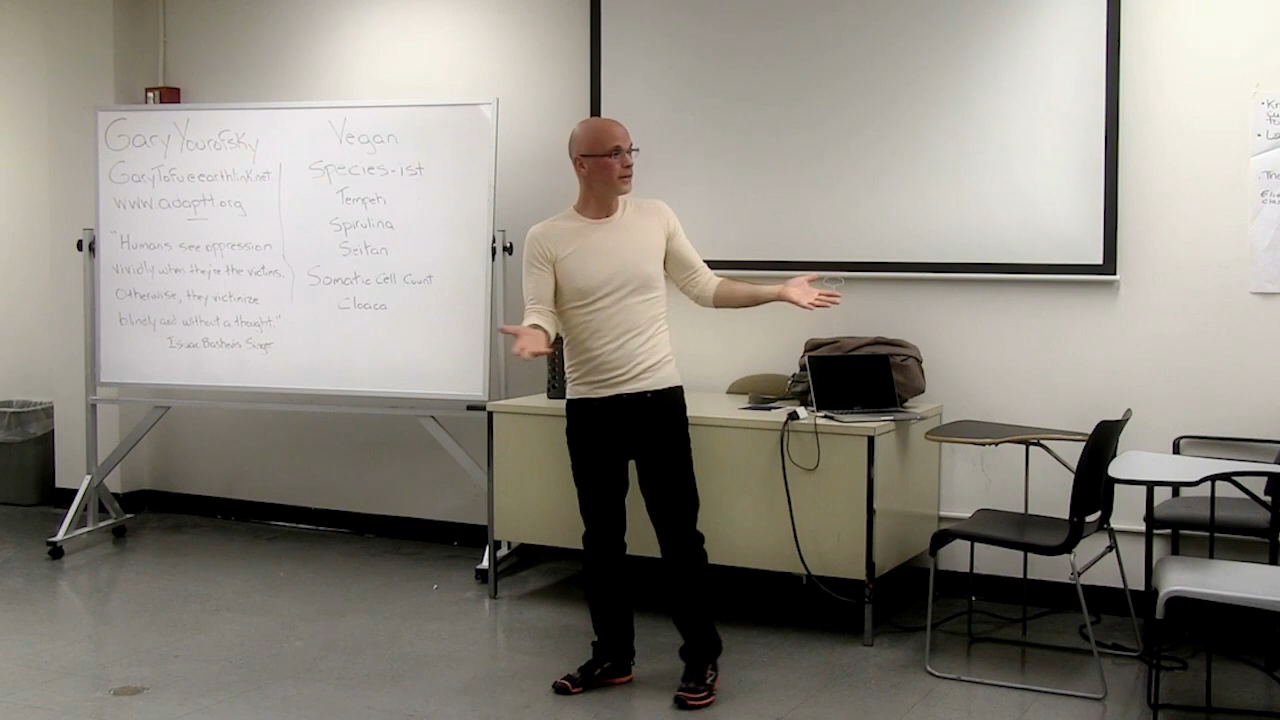 Gary Yourofsky
GaryTofu@earthlink.net
www.adaptt.org
"Humans see oppression
vividly when they're the victims.
Otherwise, they victimize
blindly and without a thought."
Isaac Bashevis Singer
Vegan
Species-ist
Tempeh
Spirulina
Seitan
Somatic Cell Count
Cloaca